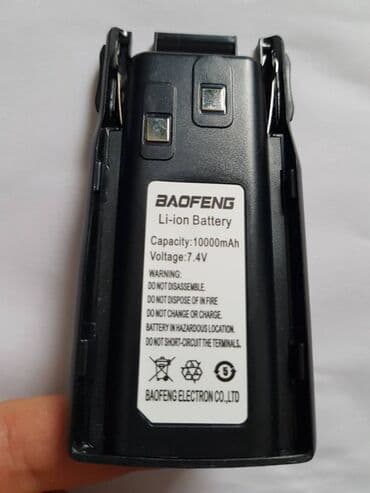 BAOFENG
Li-ion Battery
Capacity:10000mAh
Voltage:7.4V
WARNING:
DO NOT DISASSEMBLE.
DO NOT DISPOSE OF IN FIRE
DO NOT CHANGE OR CHARGE.
BATTERY IN HAZARDOUS LOCATION.
DO NOT SHORT CIRCUIT THE TERMINALS.
5
BAOFENG ELECTRON CO.,LTD